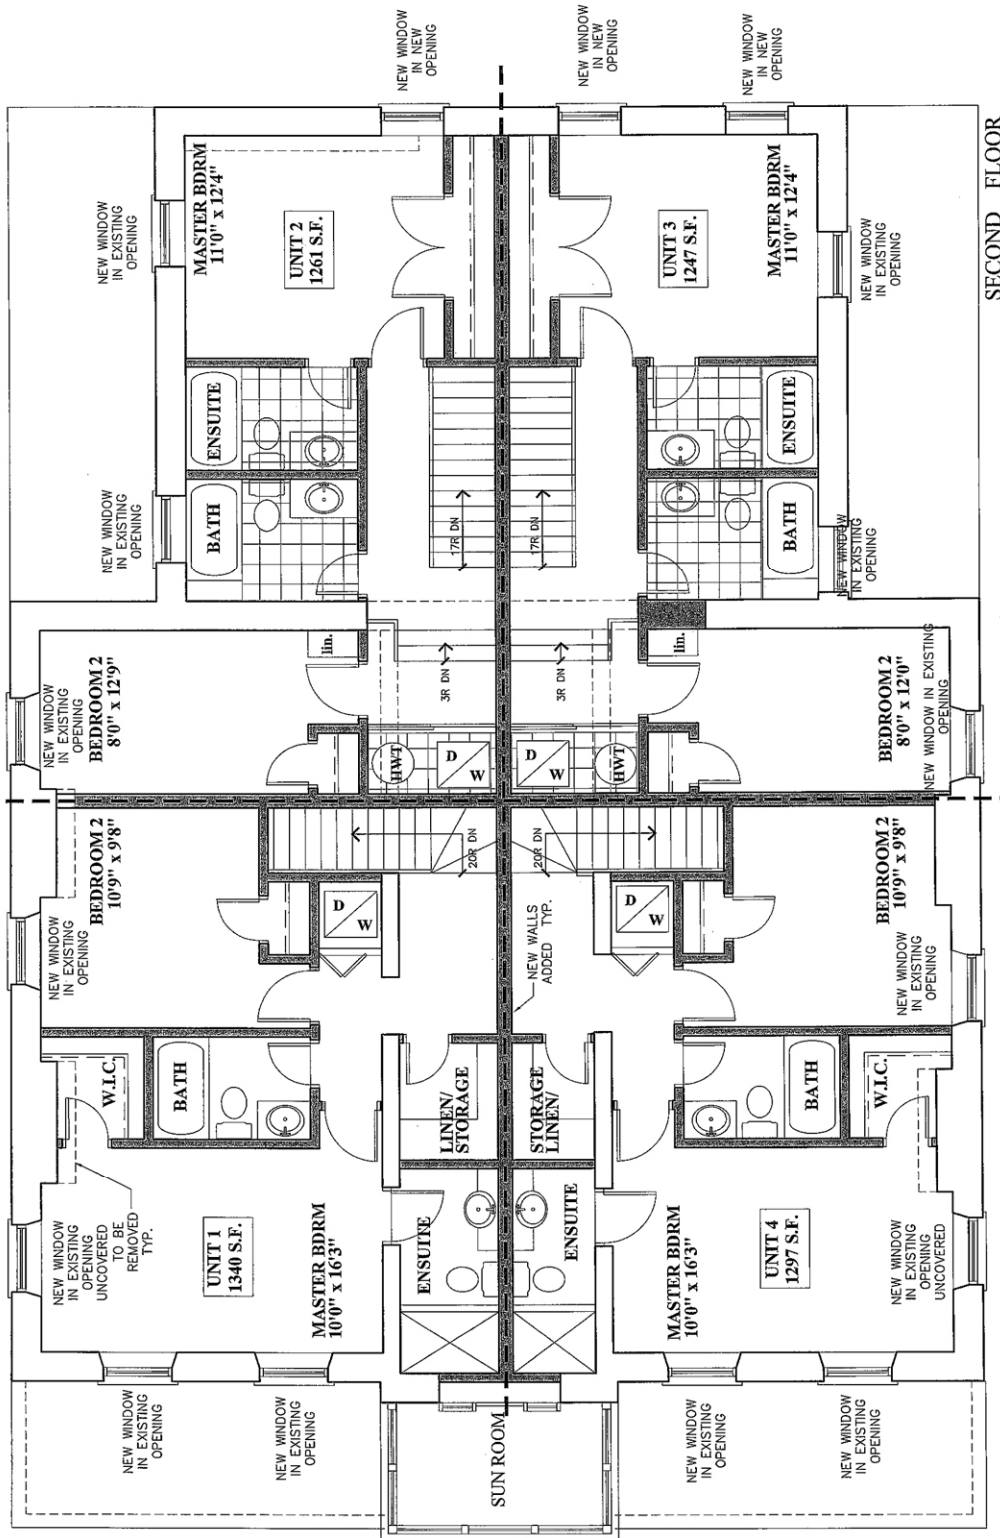 NEW WINDOW
IN EXISTING
OPENING
UNCOVERED
TO BE
REMOVED
TYP.
W.I.C.
BATH
UNIT 1
1340 S.F.
MASTER BDRM
10'0" x 16'3"
ENSUITE
LINEN/
STORAGE
NEW WINDOW
IN EXISTING
OPENING
BEDROOM 2
10'9" x 9'8"
D
W
20R DN
NEW WINDOW
IN EXISTING
OPENING
BEDROOM 2
8'0" x 12'9"
lin.
HWT
D
W
3R DN
NEW WINDOW
IN EXISTING
OPENING
BATH
ENSUITE
17R DN
NEW WINDOW
IN EXISTING
OPENING
MASTER BDRM
11'0" x 12'4"
UNIT 2
1261 S.F.
NEW WINDOW
IN NEW
OPENING
NEW WINDOW
IN EXISTING
OPENING
NEW WINDOW
IN EXISTING
OPENING
SUN ROOM
NEW WINDOW
IN EXISTING
OPENING
NEW WINDOW
IN EXISTING
OPENING
ENSUITE
STORAGE
LINEN/
NEW WALLS
ADDED TYP.
MASTER BDRM
10'0" x 16'3"
UNIT 4
1297 S.F.
BATH
W.I.C.
NEW WINDOW
IN EXISTING
OPENING
UNCOVERED
20R DN
D
W
BEDROOM 2
10'9" x 9'8"
NEW WINDOW
IN EXISTING
OPENING
D
W
HWT
3R DN
lin.
BEDROOM 2
8'0" x 12'0"
NEW WINDOW IN EXISTING
OPENING
17R DN
BATH
ENSUITE
NEW WINDOW
IN EXISTING
OPENING
UNIT 3
1247 S.F.
MASTER BDRM
11'0" x 12'4"
NEW WINDOW
IN EXISTING
OPENING
NEW WINDOW
IN NEW
OPENING
NEW WINDOW
IN NEW
OPENING
SECOND FLOOR